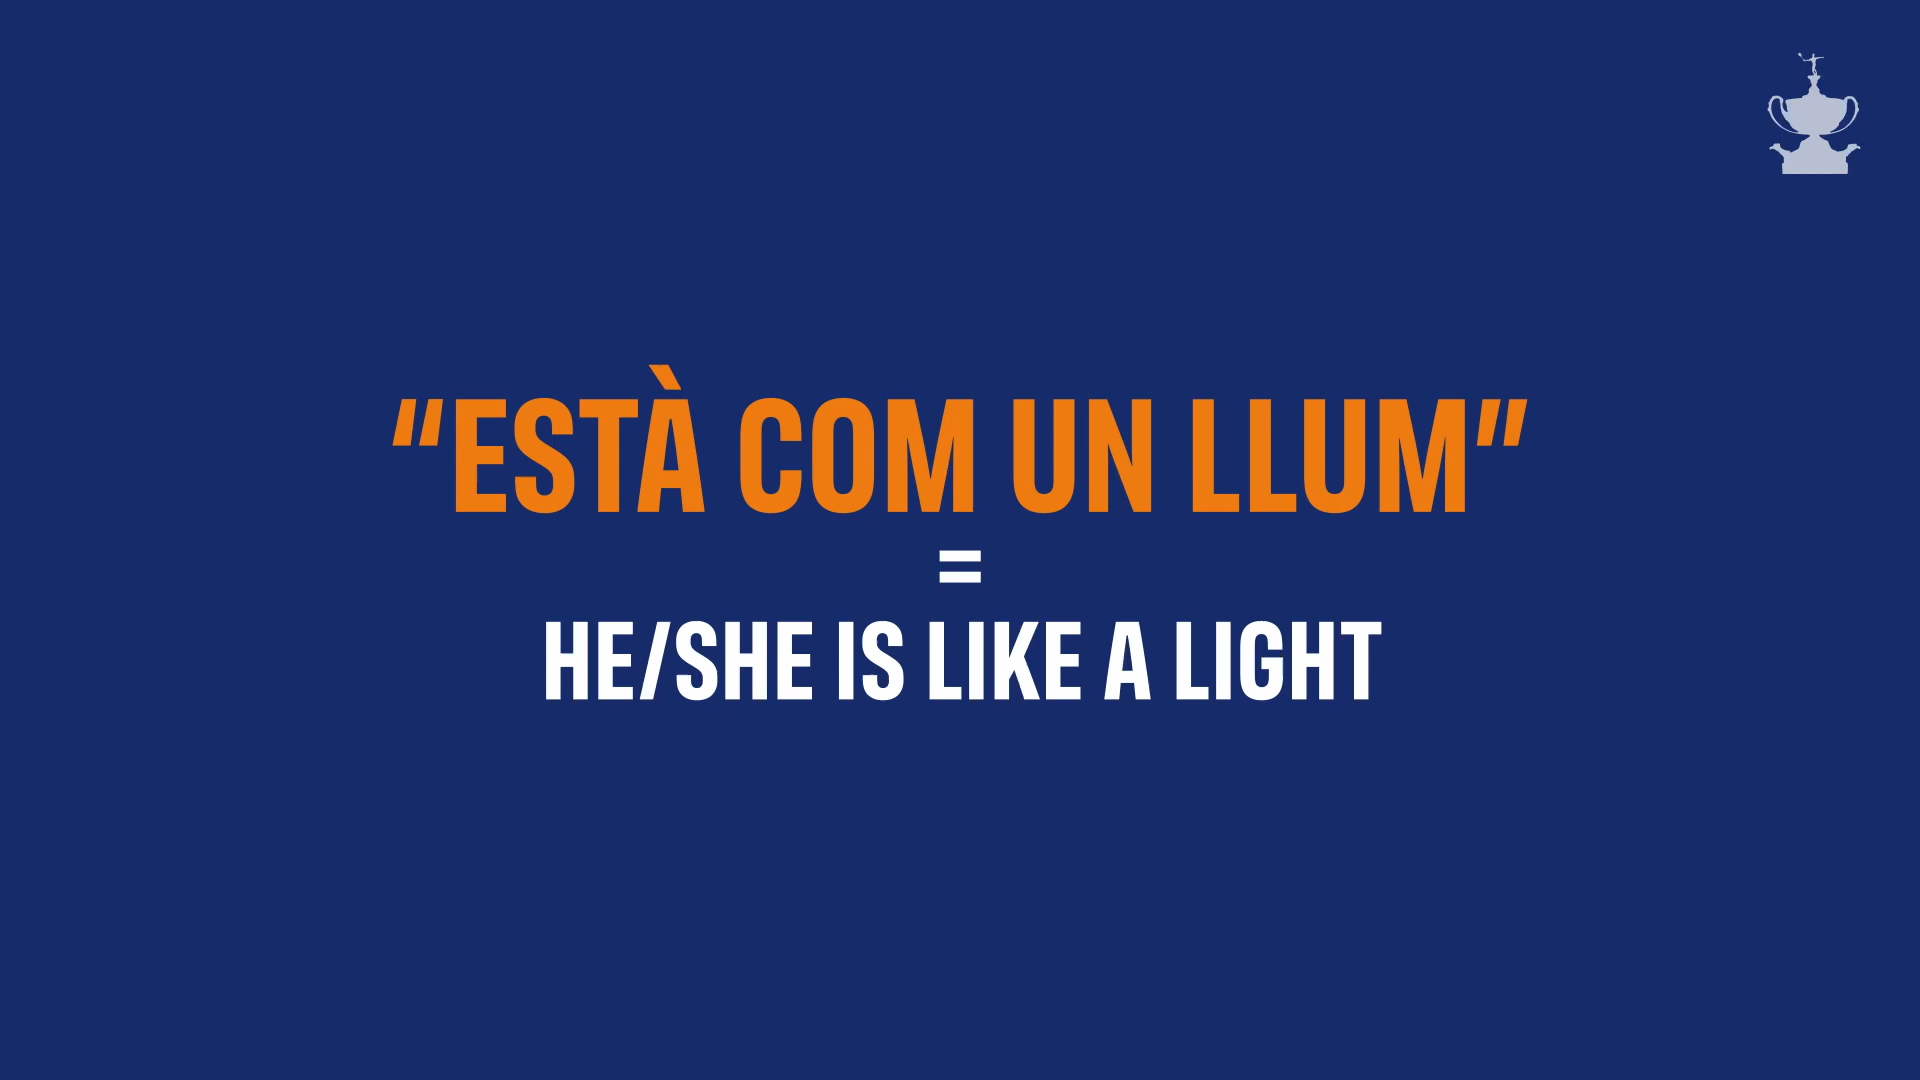 “ESTÀ COM UN LLUM”
=
HE/SHE IS LIKE A LIGHT